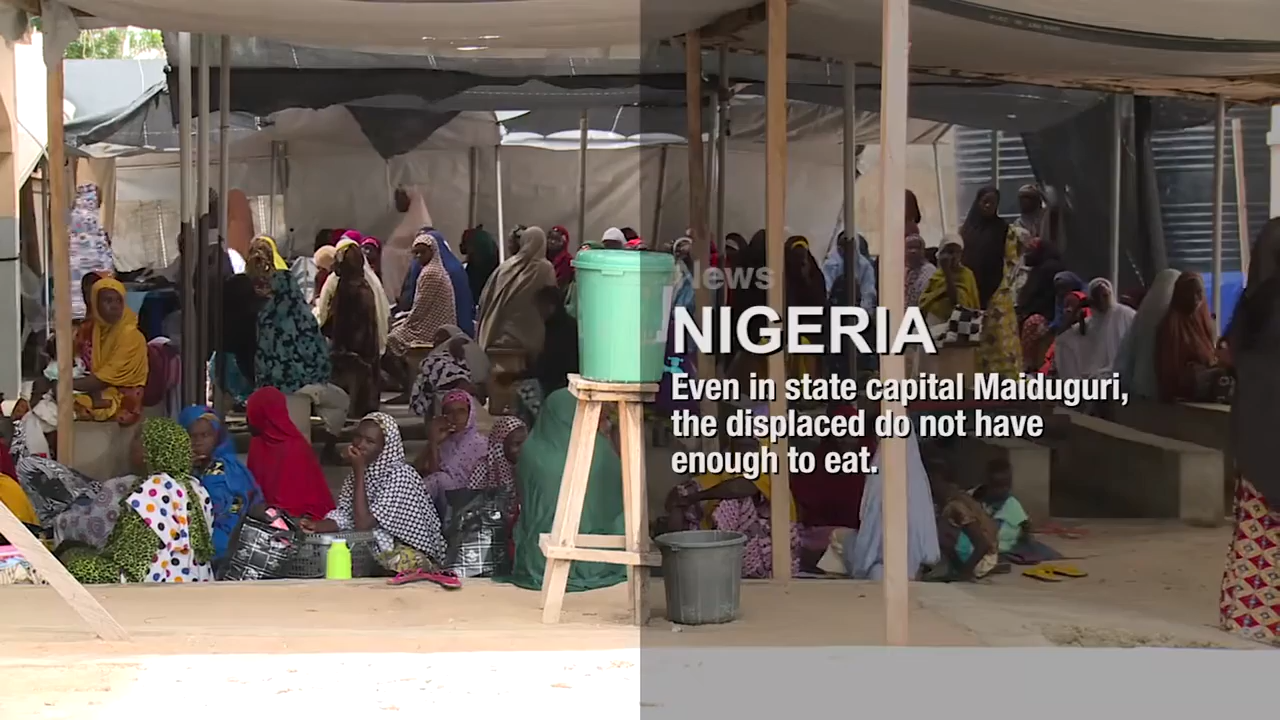 News
NIGERIA
Even in state capital Maiduguri,
the displaced do not have
enough to eat.